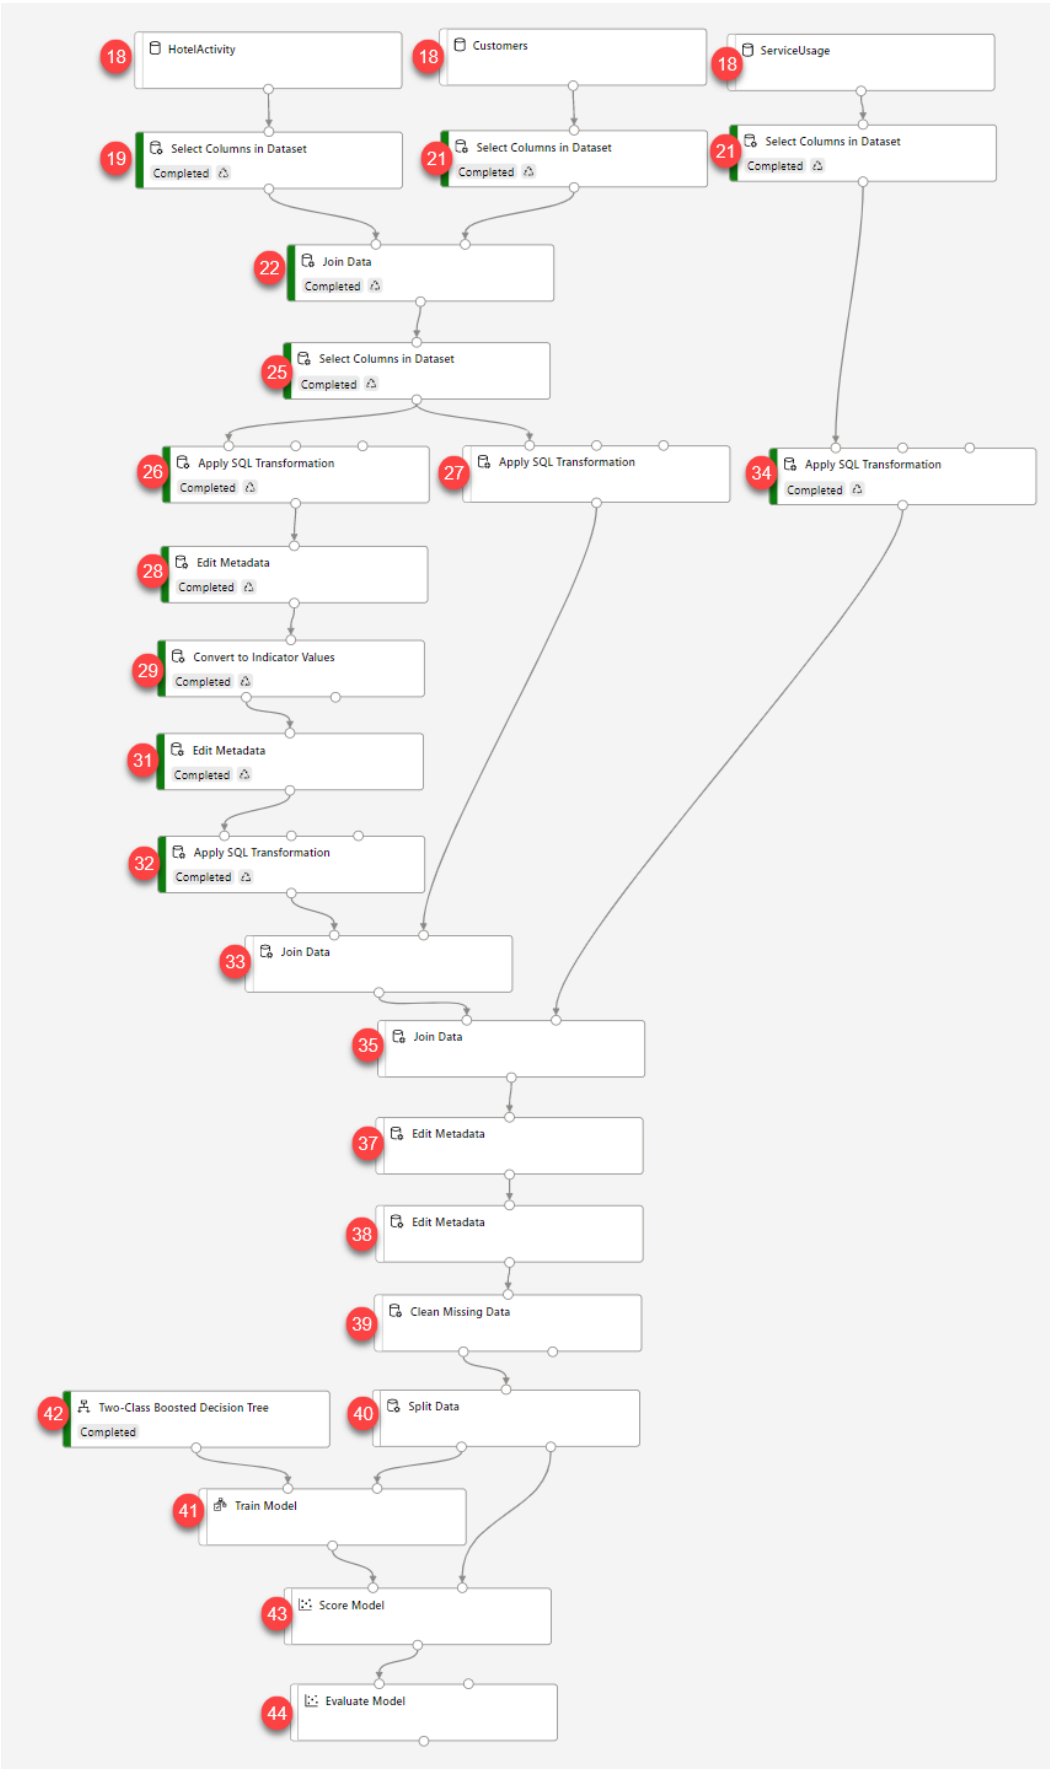 18 HotelActivity
18 Customers
18 ServiceUsage
19 Select Columns in Dataset
Completed
21 Select Columns in Dataset
Completed
21 Select Columns in Dataset
Completed
22 Join Data
Completed
25 Select Columns in Dataset
Completed
26 Apply SQL Transformation
Completed
27 Apply SQL Transformation
34 Apply SQL Transformation
Completed
28 Edit Metadata
Completed
29 Convert to Indicator Values
Completed
31 Edit Metadata
Completed
32 Apply SQL Transformation
Completed
33 Join Data
35 Join Data
37 Edit Metadata
38 Edit Metadata
39 Clean Missing Data
42 Two-Class Boosted Decision Tree
Completed
40 Split Data
41 Train Model
43 Score Model
44 Evaluate Model